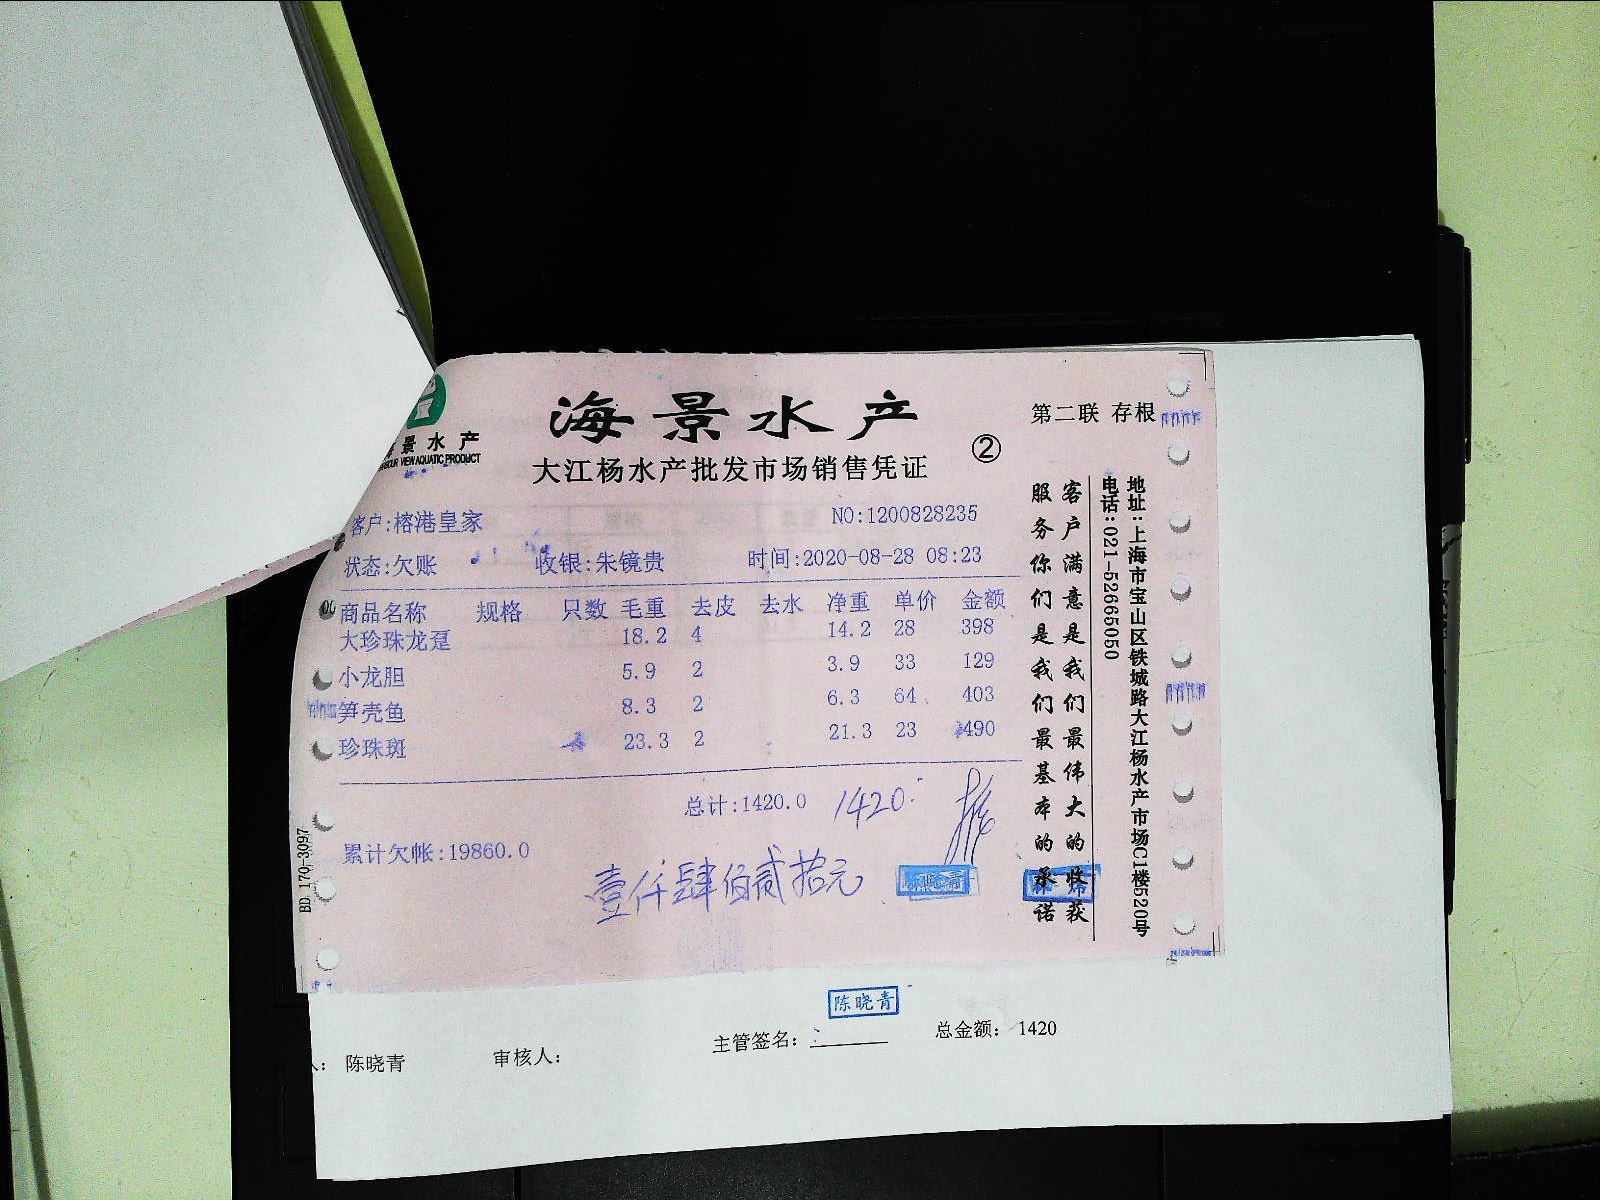 海景水产
第二联 存根
景水产
BOUR VIEW AQUATIC PRODUCT
大江杨水产批发市场销售凭证
②
客户:榕港皇家
NO:1200828235
状态:欠账 收银:朱镜贵 时间:2020-08-28 08:23
商品名称 规格 只数 毛重 去皮 去水 净重 单价 金额
大珍珠龙趸 18.2 4 14.2 28 398
小龙胆 5.9 2 3.9 33 129
笋壳鱼 8.3 2 6.3 64 403
珍珠斑 23.3 2 21.3 23 490
总计:1420.0 1420.
累计欠帐:19860.0
壹仟肆佰贰拾元
客户满意是我们最伟大的收获
服务你们是我们最基本的承诺
地址:上海市宝山区铁城路大江杨水产市场C1楼520号
电话:021-52665050
BD 170-3097
陈晓青
主管签名: 总金额: 1420
人: 陈晓青 审核人: